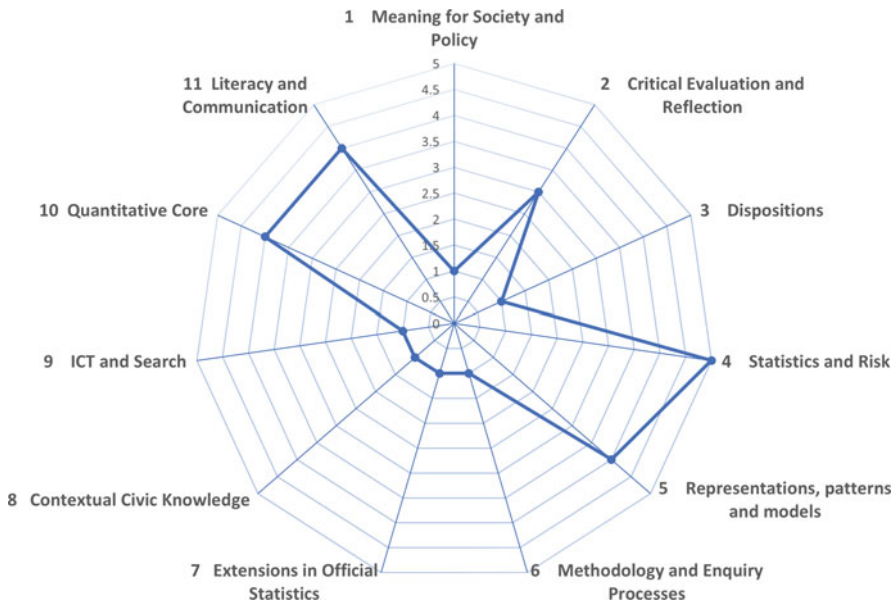 1 Meaning for Society and
Policy
2 Critical Evaluation and
Reflection
3 Dispositions
4 Statistics and Risk
5 Representations, patterns
and models
6 Methodology and Enquiry
Processes
7 Extensions in Official
Statistics
8 Contextual Civic Knowledge
9 ICT and Search
10 Quantitative Core
11 Literacy and
Communication
5
4.5
4
3.5
3
2.5
2
1.5
1
0.5
0